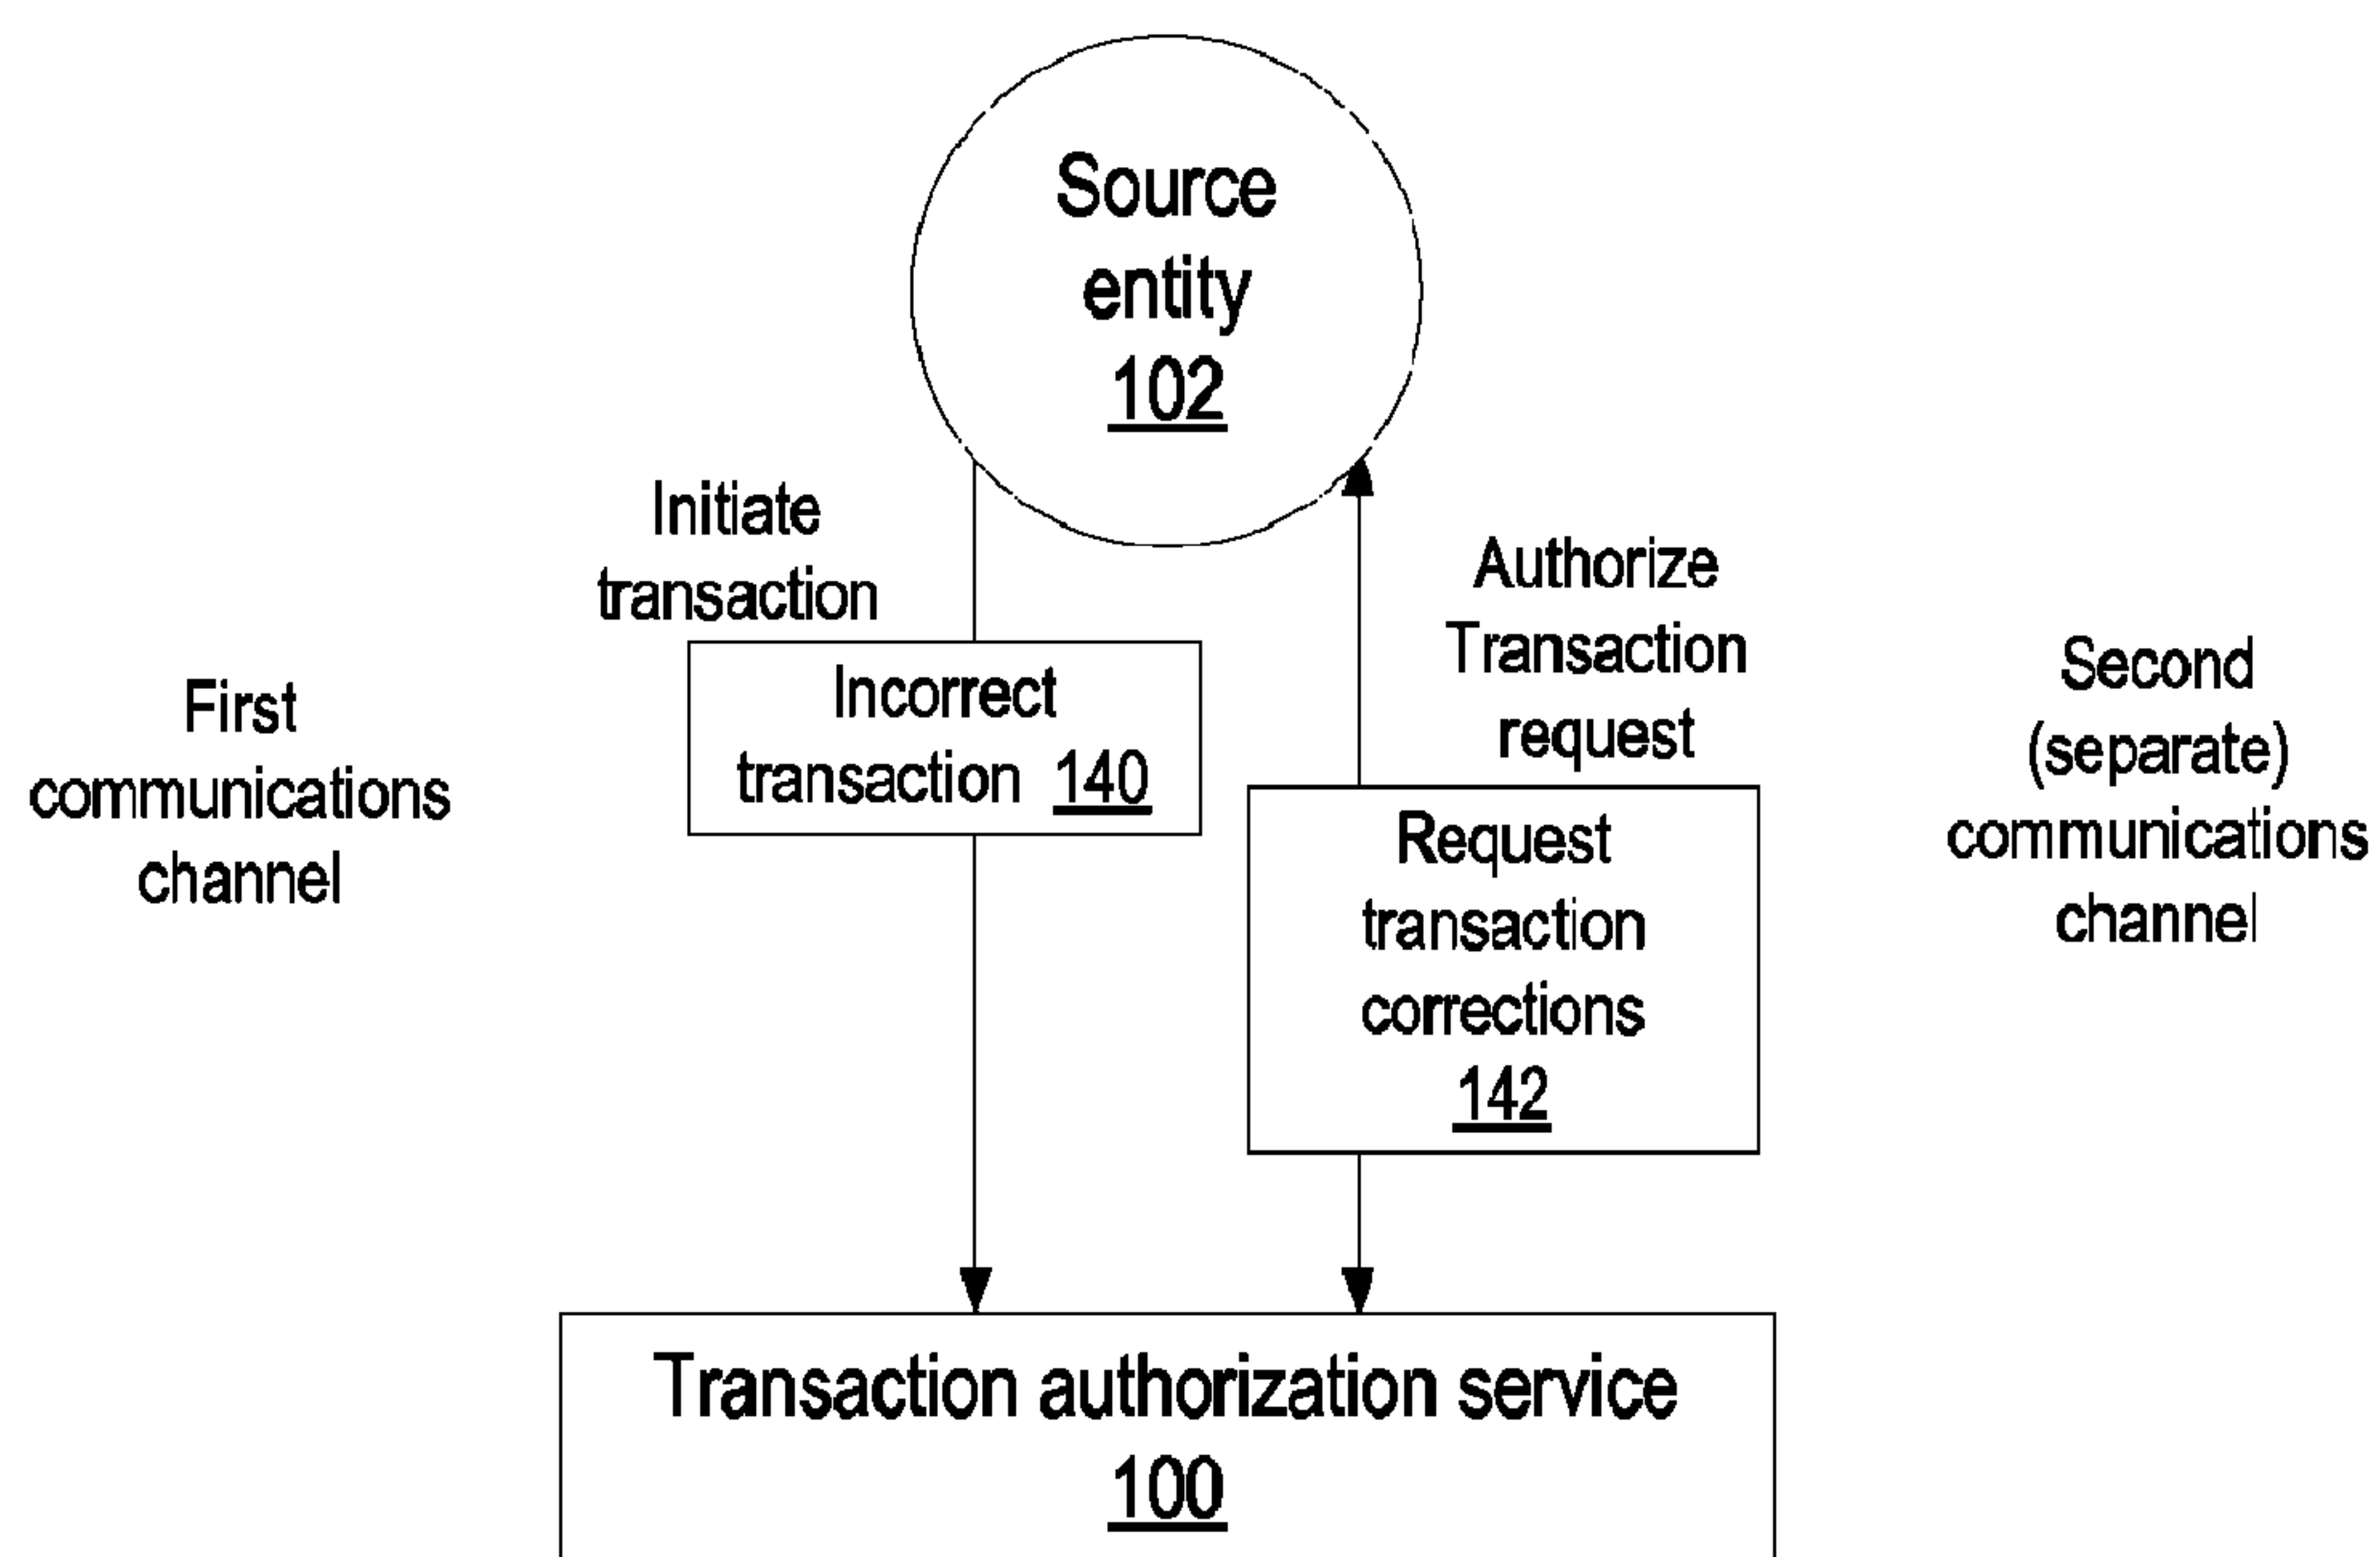 Source
entity
102
Initiate
transaction
Incorrect
transaction 140
First
communications
channel
Authorize
Transaction
request
Request
transaction
corrections
142
Second
(separate)
communications
channel
Transaction authorization service
100